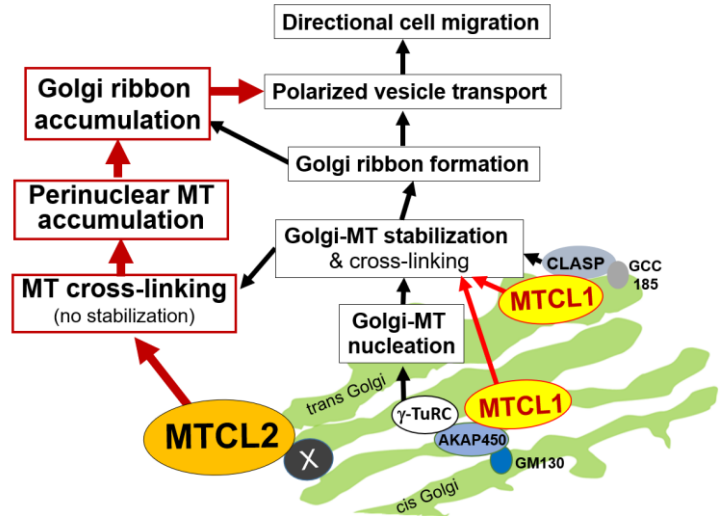 Directional cell migration
Golgi ribbon
accumulation
Polarized vesicle transport
Golgi ribbon formation
Perinuclear MT
accumulation
Golgi-MT stabilization
& cross-linking
CLASP
GCC
185
MT cross-linking
(no stabilization)
MTCL1
Golgi-MT
nucleation
trans Golgi
γ-TuRC
MTCL1
MTCL2
AKAP450
X
GM130
cis Golgi